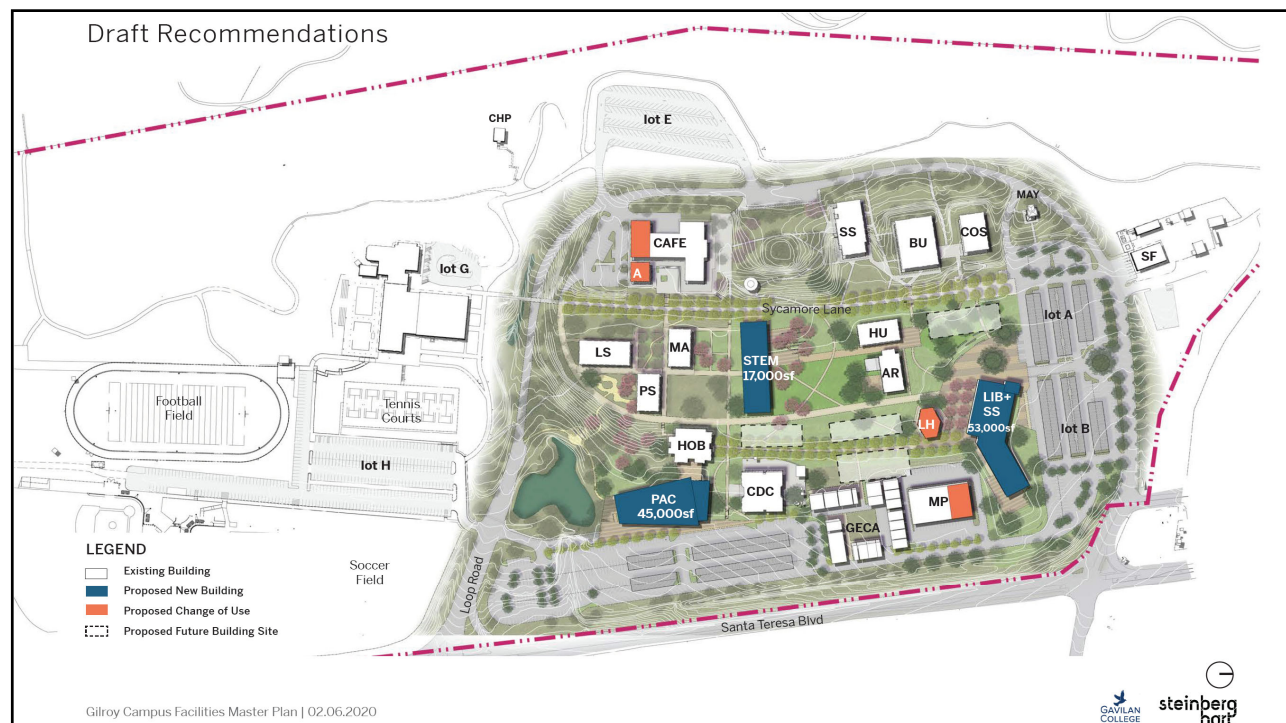 Draft Recommendations
CHP
lot E
MAY
SS
BU
COS
SF
CAFE
A
lot G
Sycamore Lane
lot A
LS
MA
STEM
17,000sf
HU
AR
PS
Football
Field
Tennis
Courts
LH
LIB+
SS
53,000sf
lot B
lot H
HOB
PAC
45,000sf
CDC
GECA
MP
LEGEND
Existing Building
Proposed New Building
Proposed Change of Use
Proposed Future Building Site
Soccer
Field
Loop Road
Santa Teresa Blvd
Gilroy Campus Facilities Master Plan | 02.06.2020
GAVILAN
COLLEGE
steinberg
hart